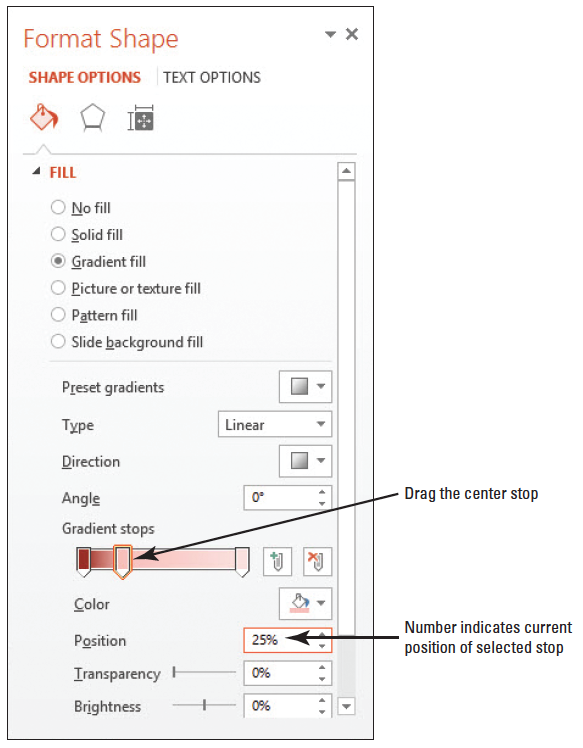 Format Shape
SHAPE OPTIONS TEXT OPTIONS
FILL
No fill
Solid fill
Gradient fill
Picture or texture fill
Pattern fill
Slide background fill
Preset gradients
Type Linear
Direction
Angle 0°
Drag the center stop
Gradient stops
Color
Position 25%
Number indicates current
position of selected stop
Transparency 0%
Brightness 0%